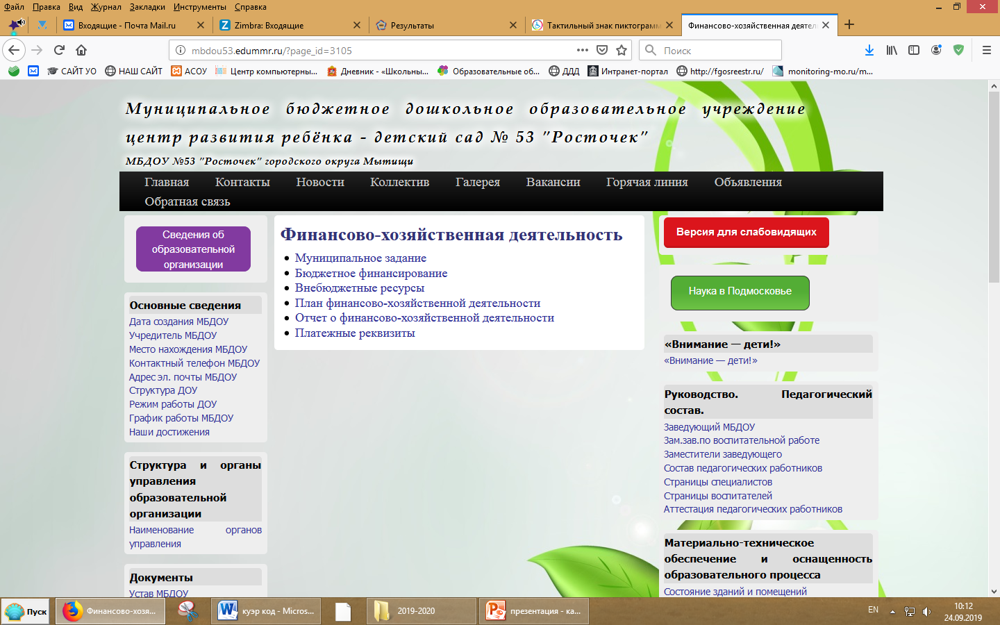 Файл Правка Вид Журнал Закладки Инструменты Справка
Входящие - Почта Mail.ru
Zimbra: Входящие
Результаты
Тактильный знак пиктограмм
Финансово-хозяйственная деятель
mbdou53.edummr.ru/?page_id=3105
Поиск
САЙТ УО
НАШ САЙТ
АСОУ
Центр компьютерны...
Дневник - «Школьны...
Образовательные об...
ДДД
Интранет-портал
http://fgosreestr.ru/
monitoring-mo.ru/m...
Муниципальное бюджетное дошкольное образовательное учреждение
центр развития ребёнка - детский сад № 53 "Росточек"
МБДОУ №53 "Росточек" городского округа Мытищи
Главная Контакты Новости Коллектив Галерея Вакансии Горячая линия Объявления
Обратная связь
Сведения об
образовательной
организации
Основные сведения
Дата создания МБДОУ
Учредитель МБДОУ
Место нахождения МБДОУ
Контактный телефон МБДОУ
Адрес эл. почты МБДОУ
Структура ДОУ
Режим работы ДОУ
График работы МБДОУ
Наши достижения
Структура и органы
управления
образовательной
организации
Наименование органов
управления
Документы
Устав МБДОУ
Финансово-хозяйственная деятельность
Муниципальное задание
Бюджетное финансирование
Внебюджетные ресурсы
План финансово-хозяйственной деятельности
Отчет о финансово-хозяйственной деятельности
Платежные реквизиты
Версия для слабовидящих
Наука в Подмосковье
«Внимание — дети!»
«Внимание — дети!»
Руководство. Педагогический
состав.
Заведующий МБДОУ
Зам.зав.по воспитательной работе
Заместители заведующего
Состав педагогических работников
Страницы специалистов
Страницы воспитателей
Аттестация педагогических работников
Материально-техническое
обеспечение и оснащенность
образовательного процесса
Состояние зданий и помещений
Пуск
Финансово-хозя...
куэр код - Micros...
2019-2020
презентация - ка...
EN
10:12
24.09.2019